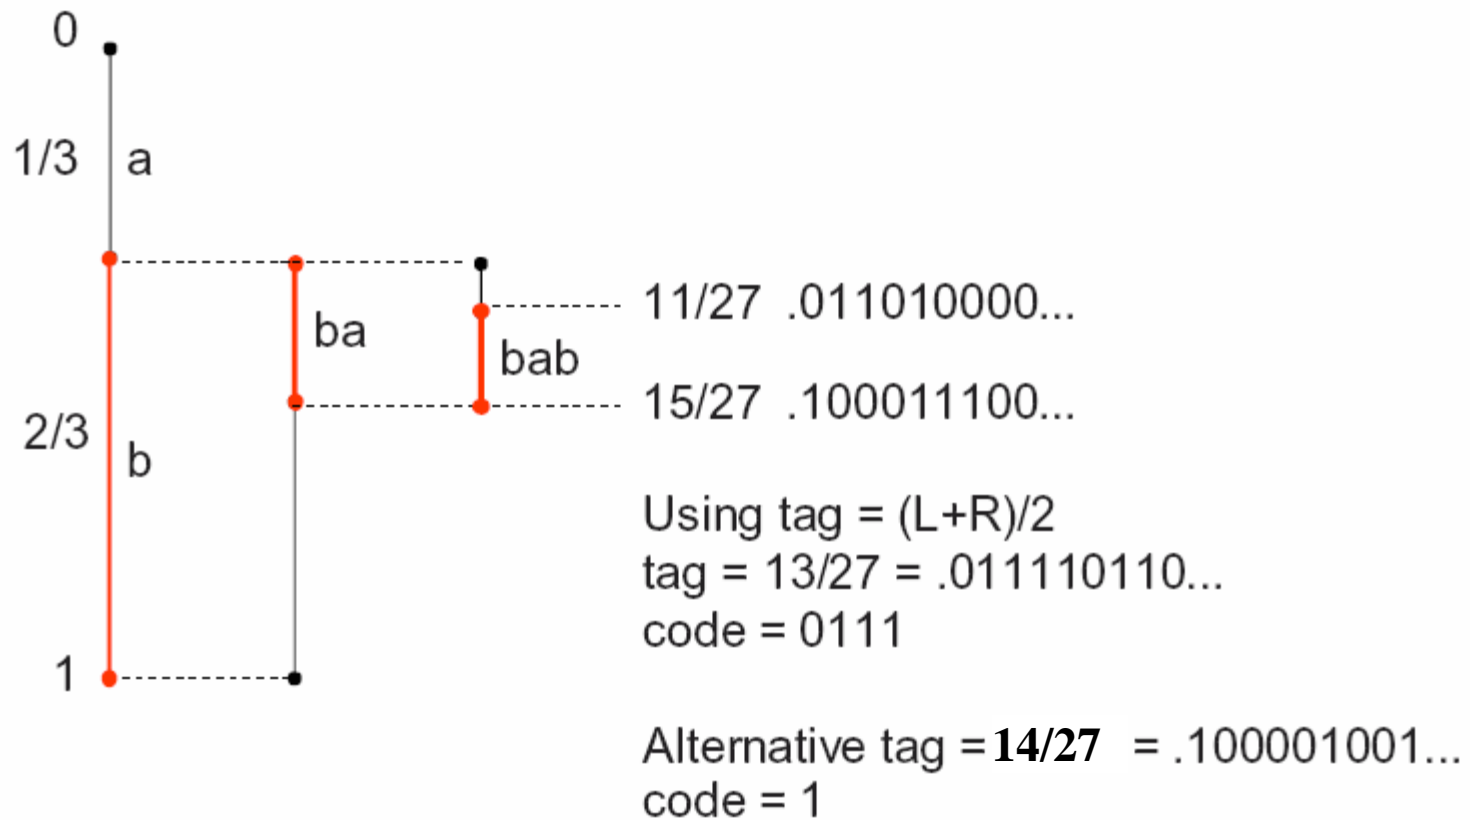 0
1/3 a
ba
bab
2/3
b
1
11/27 .011010000...
15/27 .100011100...
Using tag = (L+R)/2
tag = 13/27 = .011110110...
code = 0111
Alternative tag = 14/27 = .100001001...
code = 1